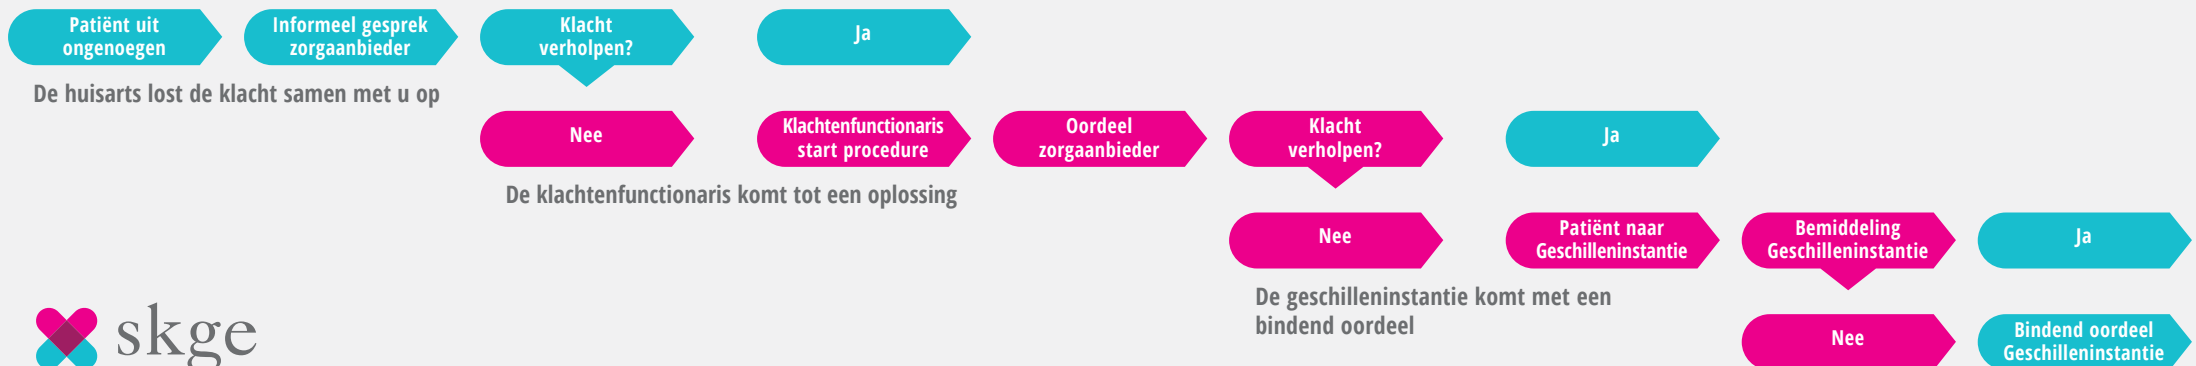 Patiënt uit
ongenoegen
Informeel gesprek
zorgaanbieder
Klacht
verholpen?
Ja
De huisarts lost de klacht samen met u op
Nee
Klachtenfunctionaris
start procedure
Oordeel
zorgaanbieder
Klacht
verholpen?
Ja
De klachtenfunctionaris komt tot een oplossing
Nee
Patiënt naar
Geschilleninstantie
Bemiddeling
Geschilleninstantie
Ja
De geschilleninstantie komt met een
bindend oordeel
Nee
Bindend oordeel
Geschilleninstantie
skge